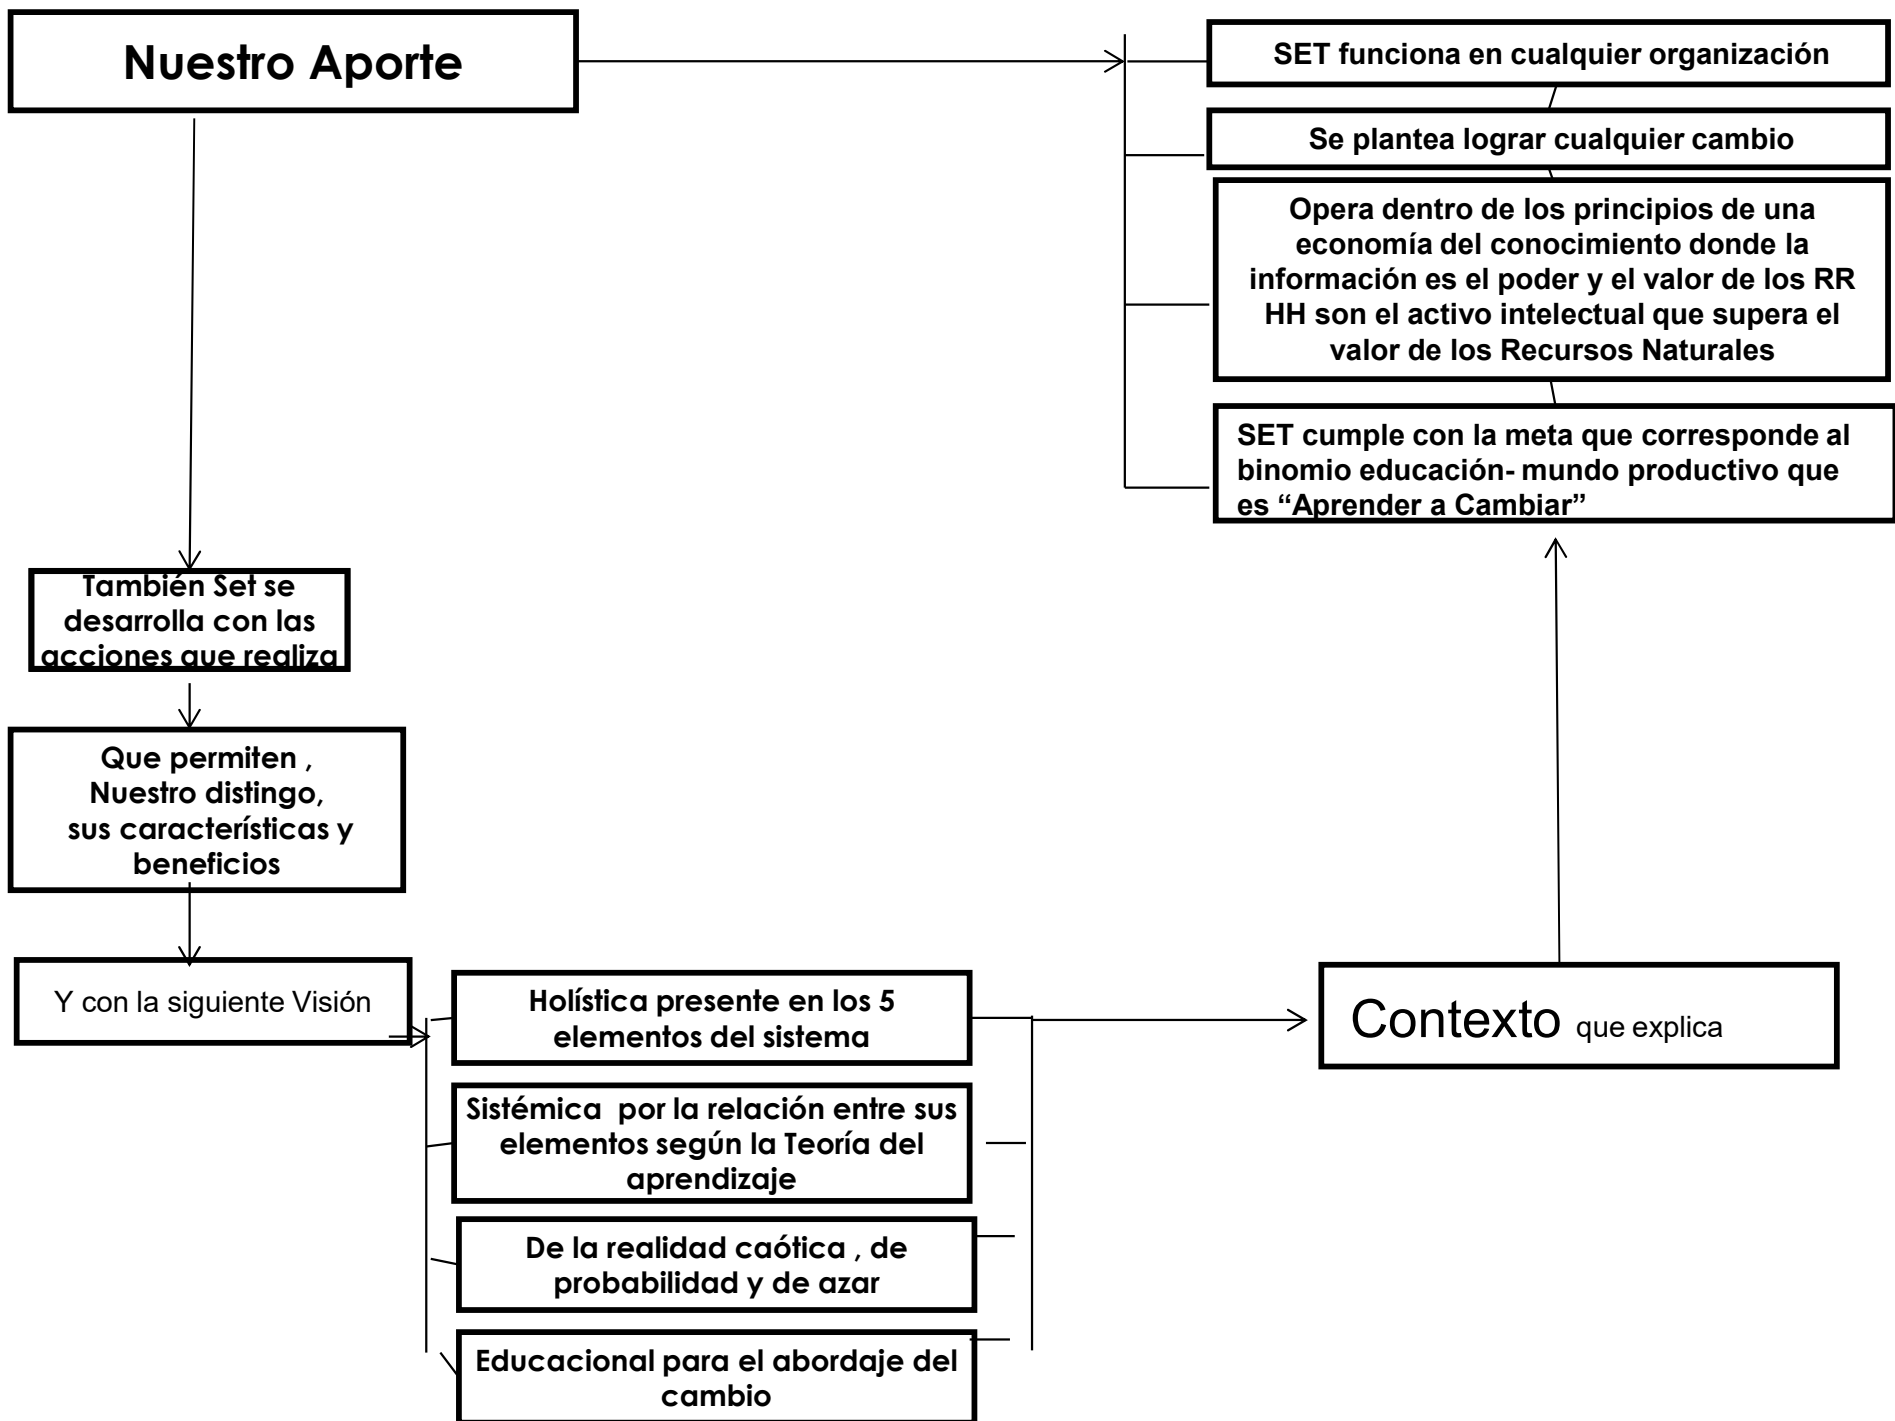 Nuestro Aporte
SET funciona en cualquier organización
Se plantea lograr cualquier cambio
Opera dentro de los principios de una
economía del conocimiento donde la
información es el poder y el valor de los RR
HH son el activo intelectual que supera el
valor de los Recursos Naturales
SET cumple con la meta que corresponde al
binomio educación- mundo productivo que
es “Aprender a Cambiar”
También Set se
desarrolla con las
acciones que realiza
Que permiten ,
Nuestro distingo,
sus características y
beneficios
Y con la siguiente Visión
Holística presente en los 5
elementos del sistema
Sistémica por la relación entre sus
elementos según la Teoría del
aprendizaje
De la realidad caótica , de
probabilidad y de azar
Educacional para el abordaje del
cambio
Contexto que explica